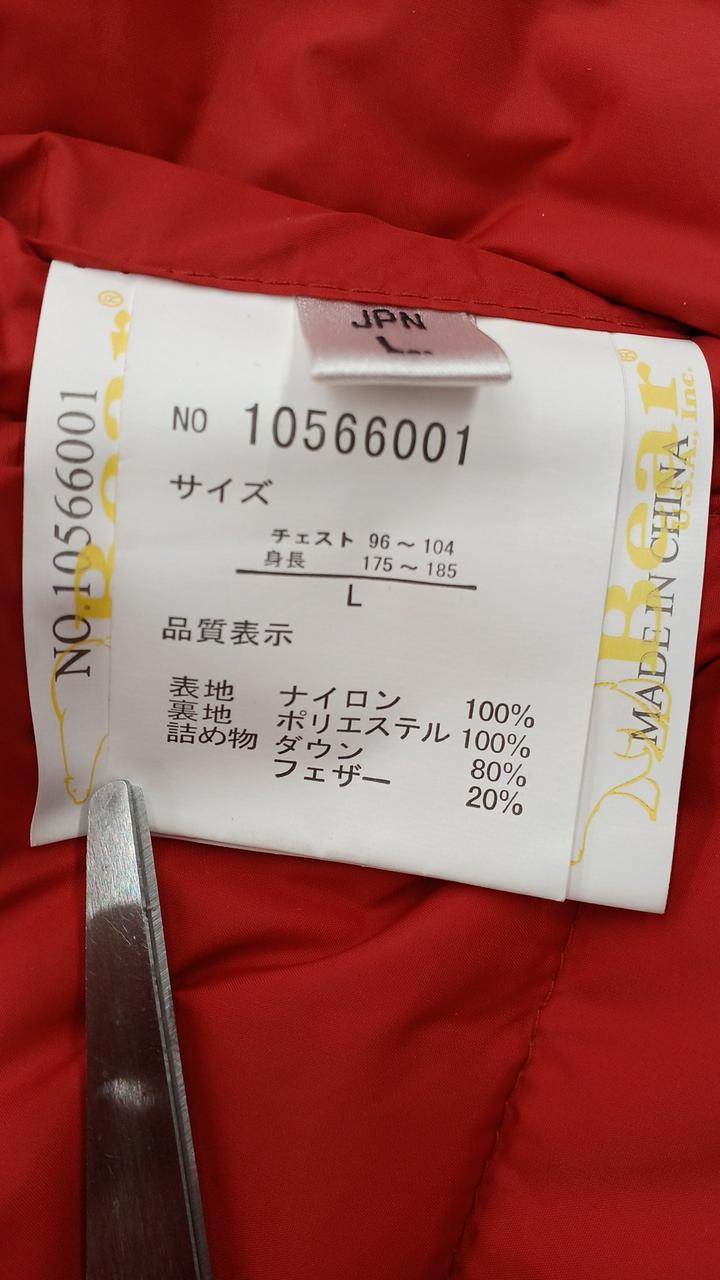 JPN
L
NO 10566001
サイズ
チェスト 96～104
身長 175～185
L
品質表示
表地 ナイロン 100%
裏地 ポリエステル 100%
詰め物 ダウン 80%
フェザー 20%
NO.10566001
Bear®
Bear®
U.S.A., Inc.
MADE IN CHINA